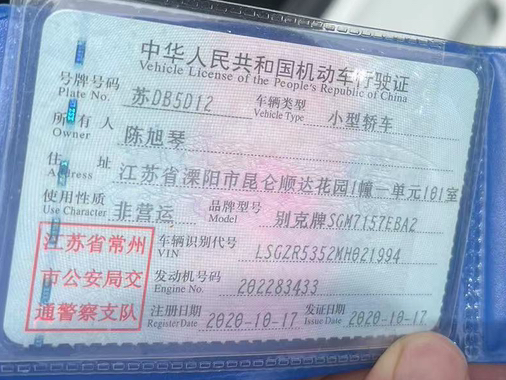 中华人民共和国机动车行驶证
Vehicle License of the People's Republic of China
号牌号码 苏DB5D12 车辆类型 小型轿车
Plate No. Vehicle Type
所有人 陈旭琴
Owner
住址 江苏省溧阳市昆仑顺达花园1幢一单元101室
Address
使用性质 非营运 品牌型号 别克牌SGM7157EBA2
Use Character Model
江苏省常州 车辆识别代号 LSGZR5352MH021994
VIN
市公安局交 发动机号码 202283433
Engine No.
通警察支队 注册日期 2020-10-17 发证日期 2020-10-17
Register Date Issue Date